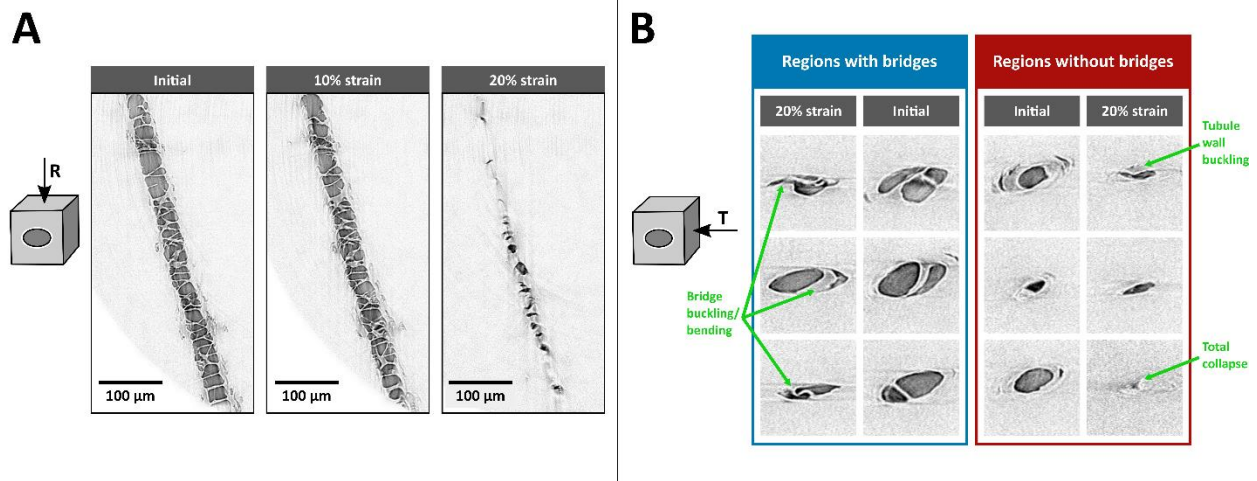 A
Initial
10% strain
20% strain
R
100 µm
100 µm
100 µm
B
Regions with bridges
Regions without bridges
20% strain
Initial
Initial
20% strain
Tubule
wall
buckling
T
Bridge
buckling/
bending
Total
collapse